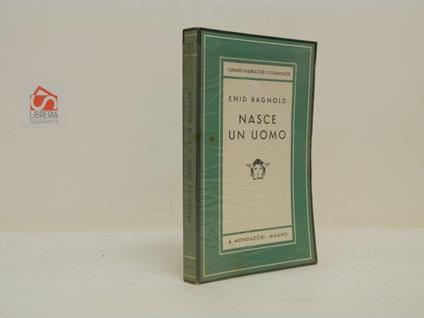 LIBRERIA
I GRANDI NARRATORI D'OGNI PAESE
ENID BAGNOLD
NASCE
UN UOMO
A. MONDADORI - MILANO